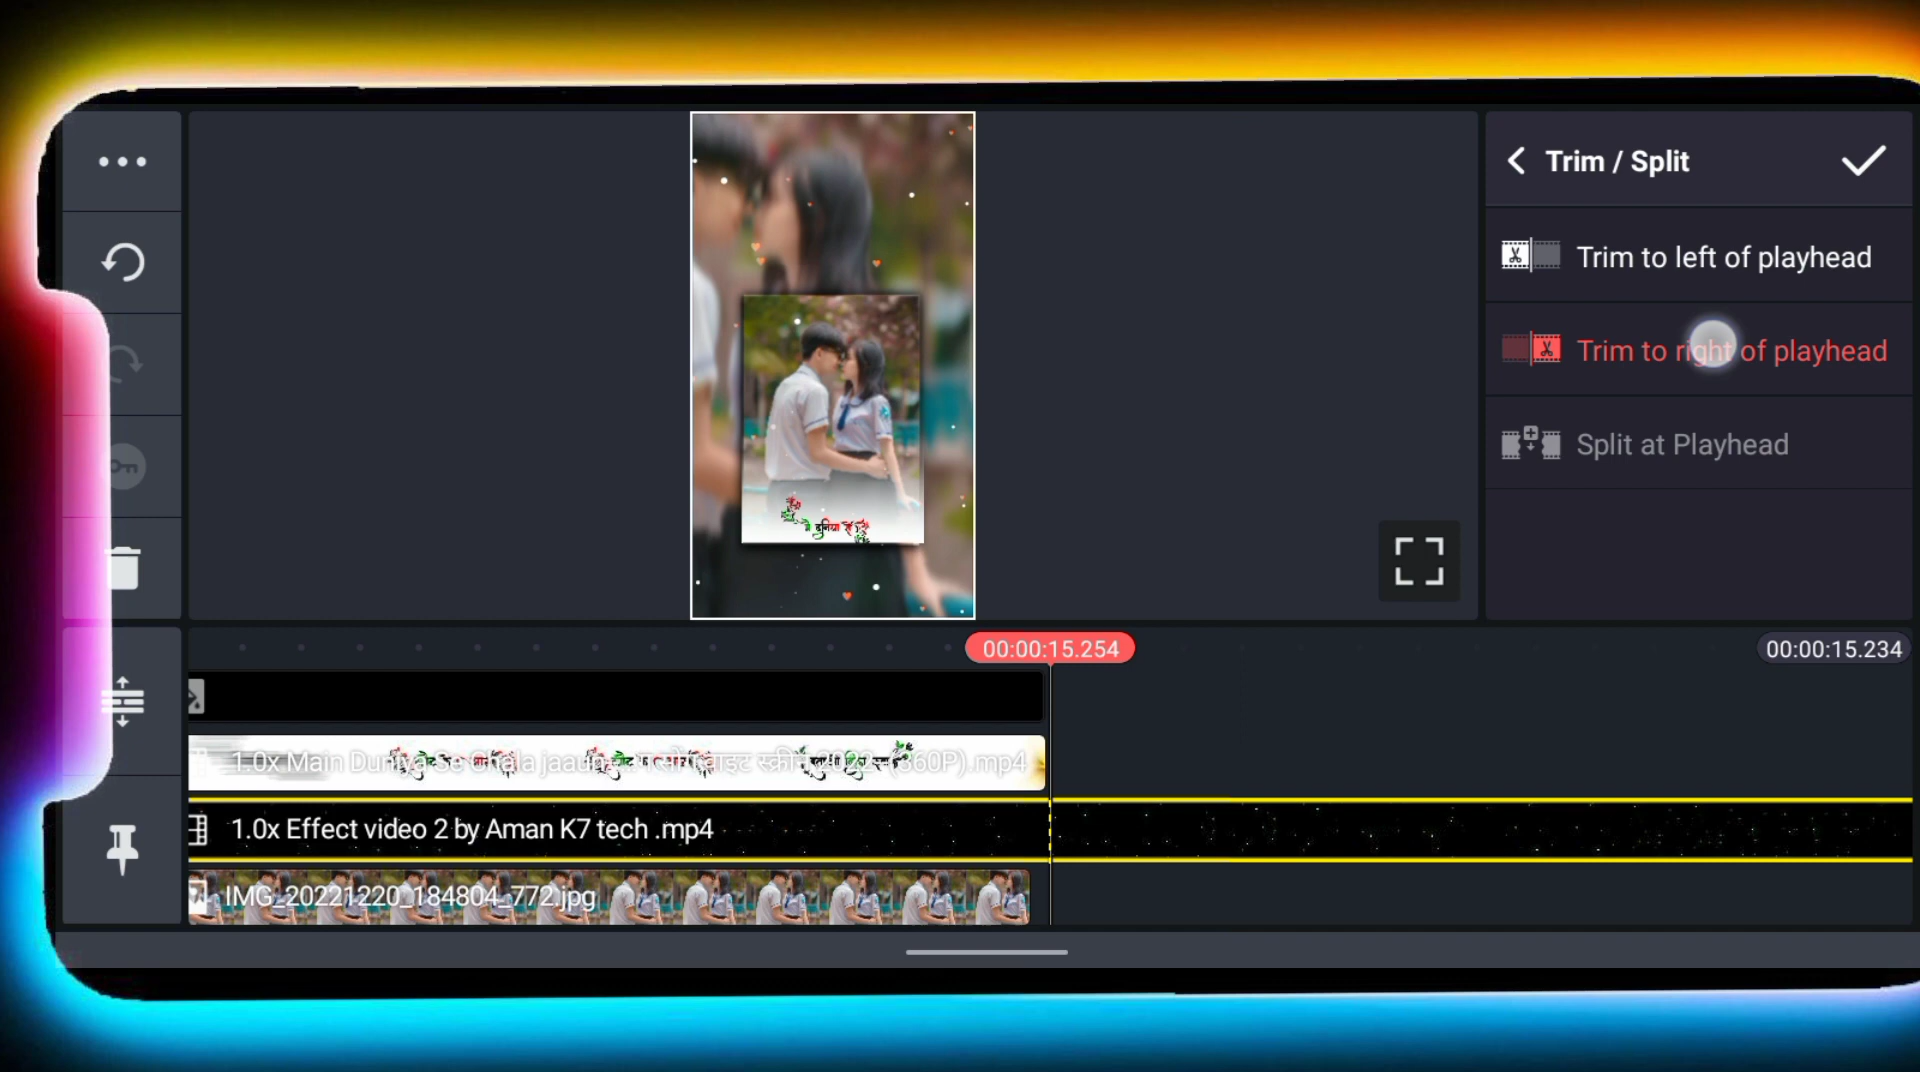 Trim / Split
Trim to left of playhead
Trim to right of playhead
Split at Playhead
दुनिया से
00:00:15.254
00:00:15.234
1.0x Main Duniya Se Chala jaaun 2022 (360P).mp4
1.0x Effect video 2 by Aman K7 tech .mp4
IMG_20221220_184804_772.jpg